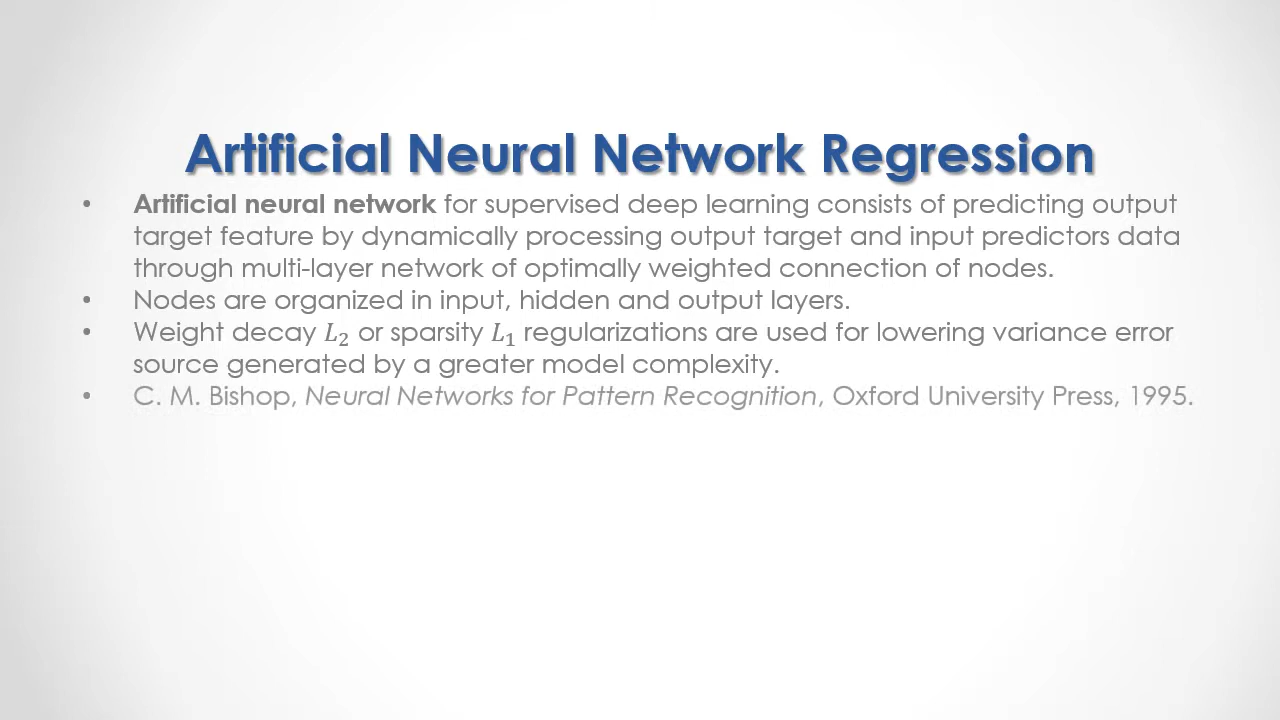 Artificial Neural Network Regression
• Artificial neural network for supervised deep learning consists of predicting output
target feature by dynamically processing output target and input predictors data
through multi-layer network of optimally weighted connection of nodes.
• Nodes are organized in input, hidden and output layers.
• Weight decay L₂ or sparsity L₁ regularizations are used for lowering variance error
source generated by a greater model complexity.
• C. M. Bishop, Neural Networks for Pattern Recognition, Oxford University Press, 1995.